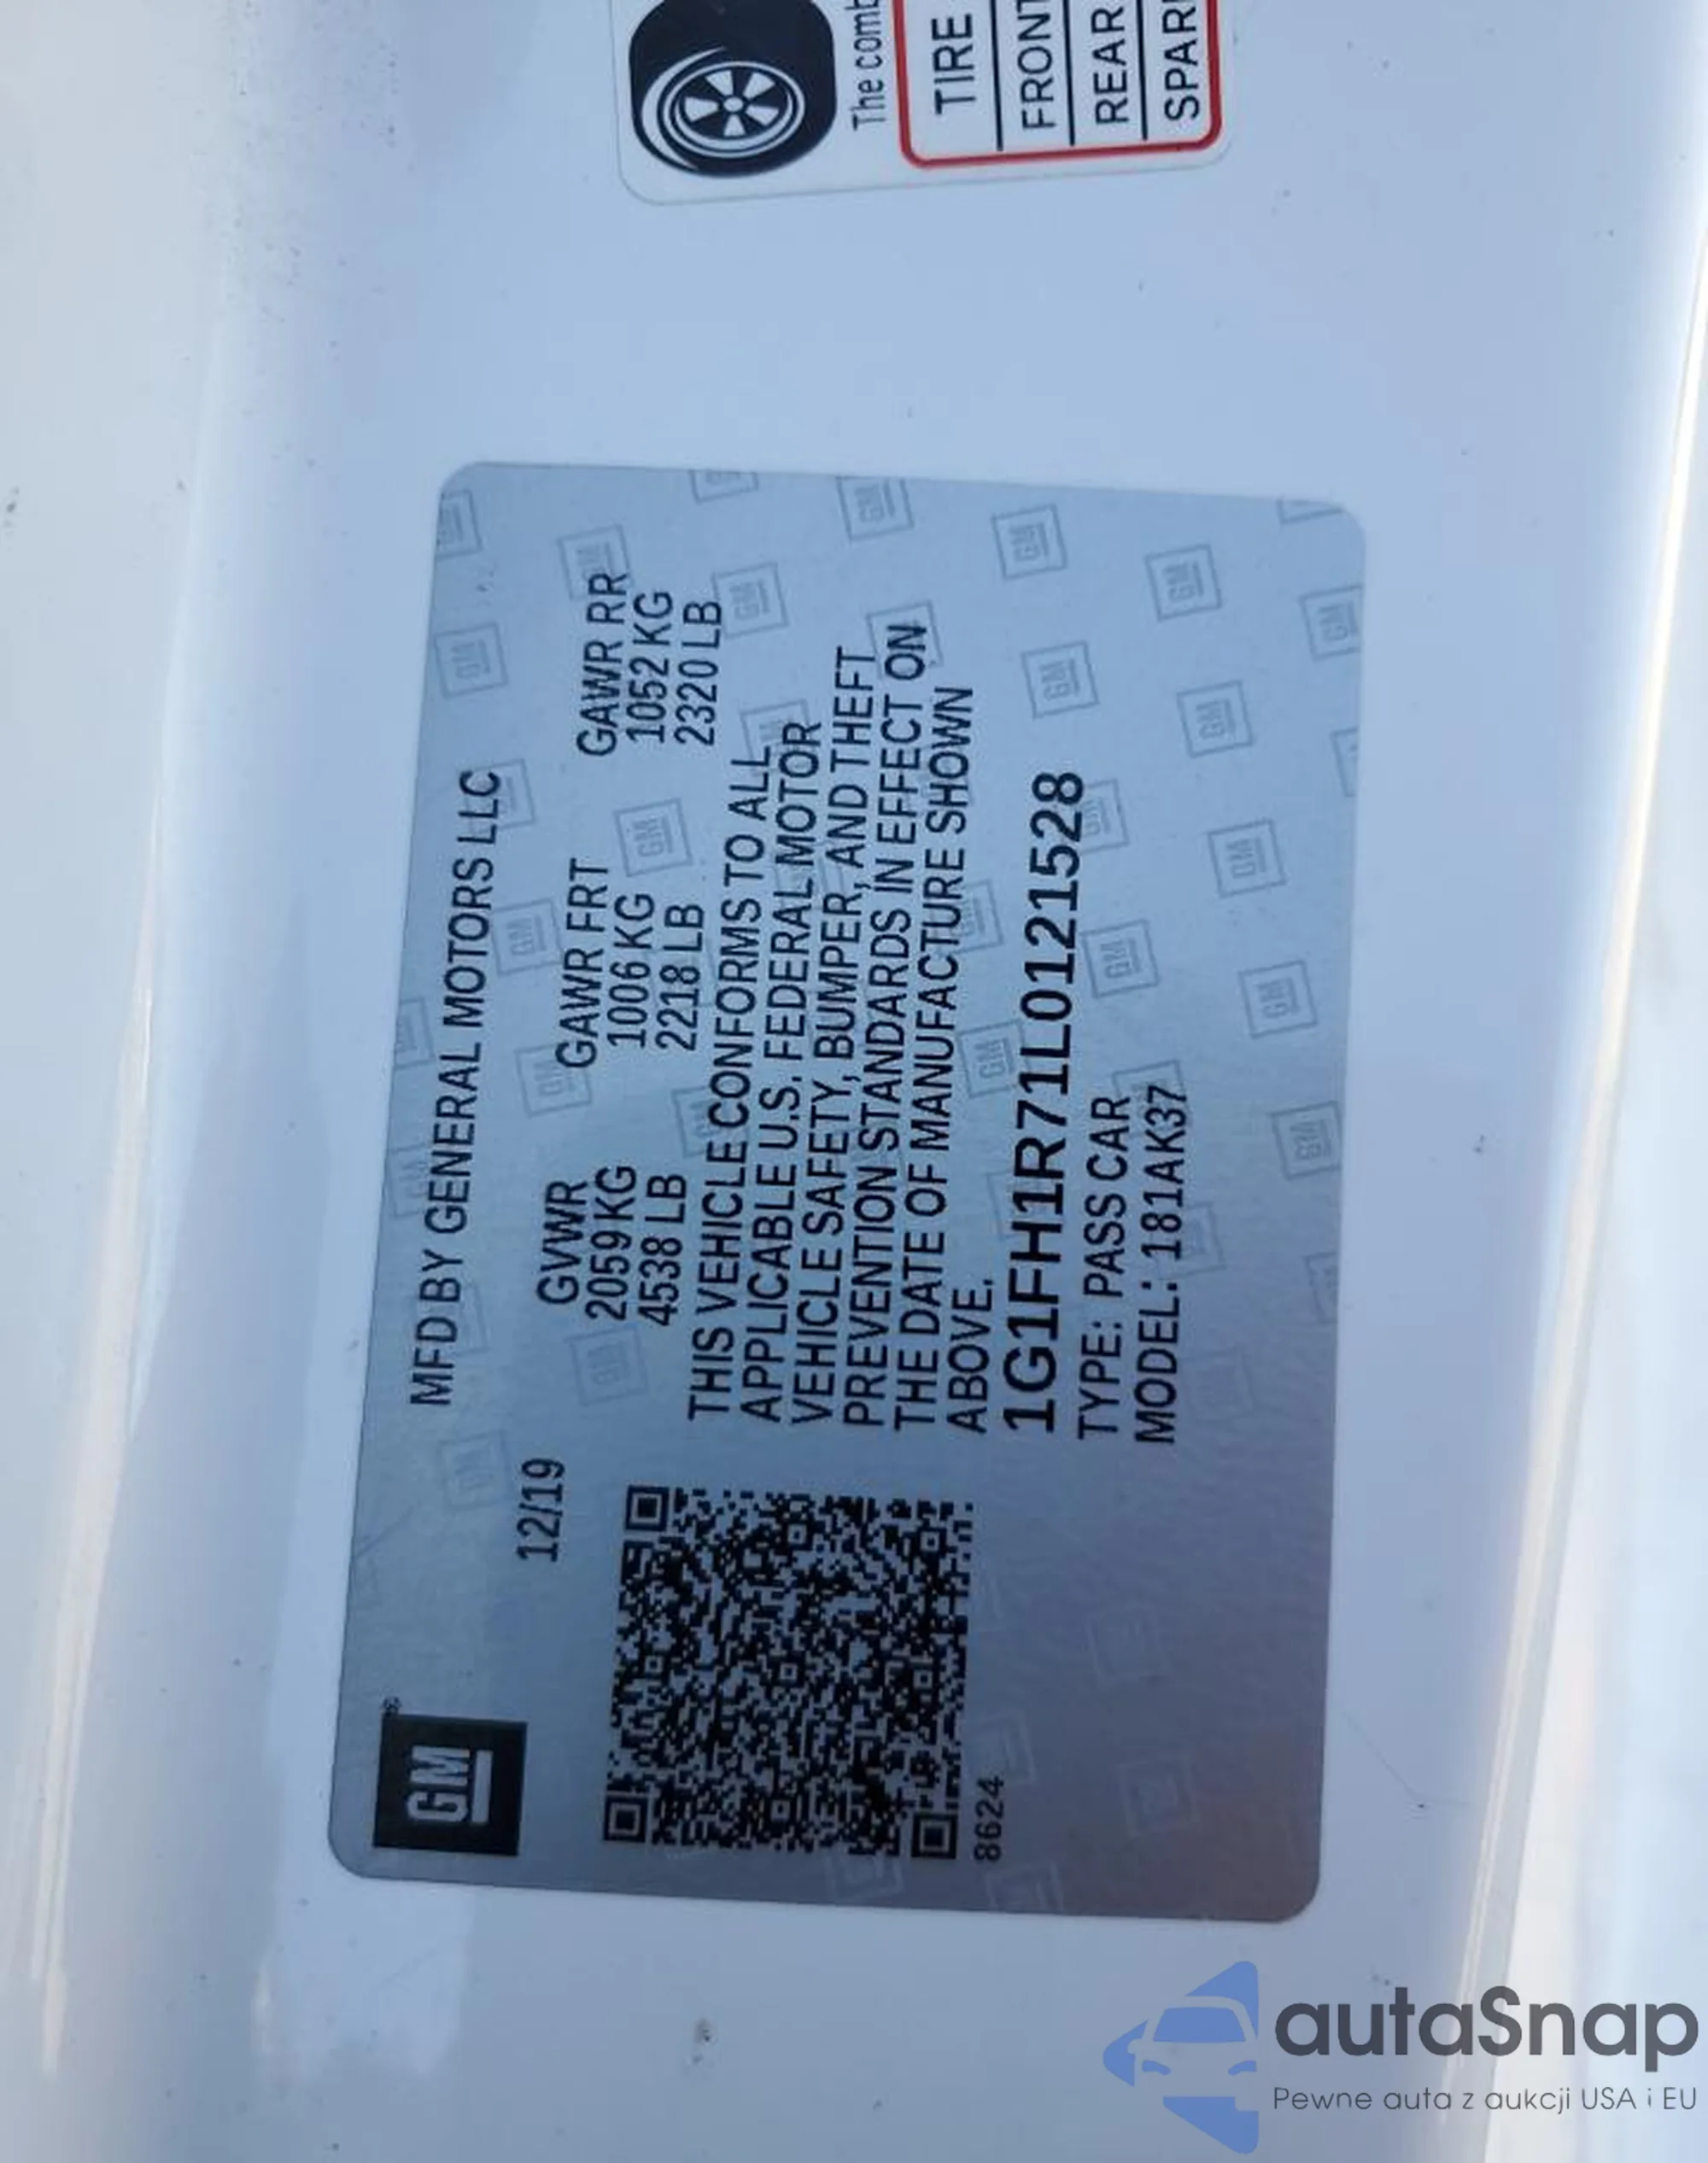 The comb
TIRE
FRONT
REAR
SPAR
GM
MFD BY GENERAL MOTORS LLC
12/19
GVWR GAWR FRT GAWR RR
2059 KG 1006 KG 1052 KG
4538 LB 2218 LB 2320 LB
THIS VEHICLE CONFORMS TO ALL
APPLICABLE U.S. FEDERAL MOTOR
VEHICLE SAFETY, BUMPER, AND THEFT
PREVENTION STANDARDS IN EFFECT ON
THE DATE OF MANUFACTURE SHOWN
ABOVE.
1G1FH1R71L0121528
TYPE: PASS CAR
MODEL: 181AK37
8624
autaSnap
Pewne auta z aukcji USA i EU